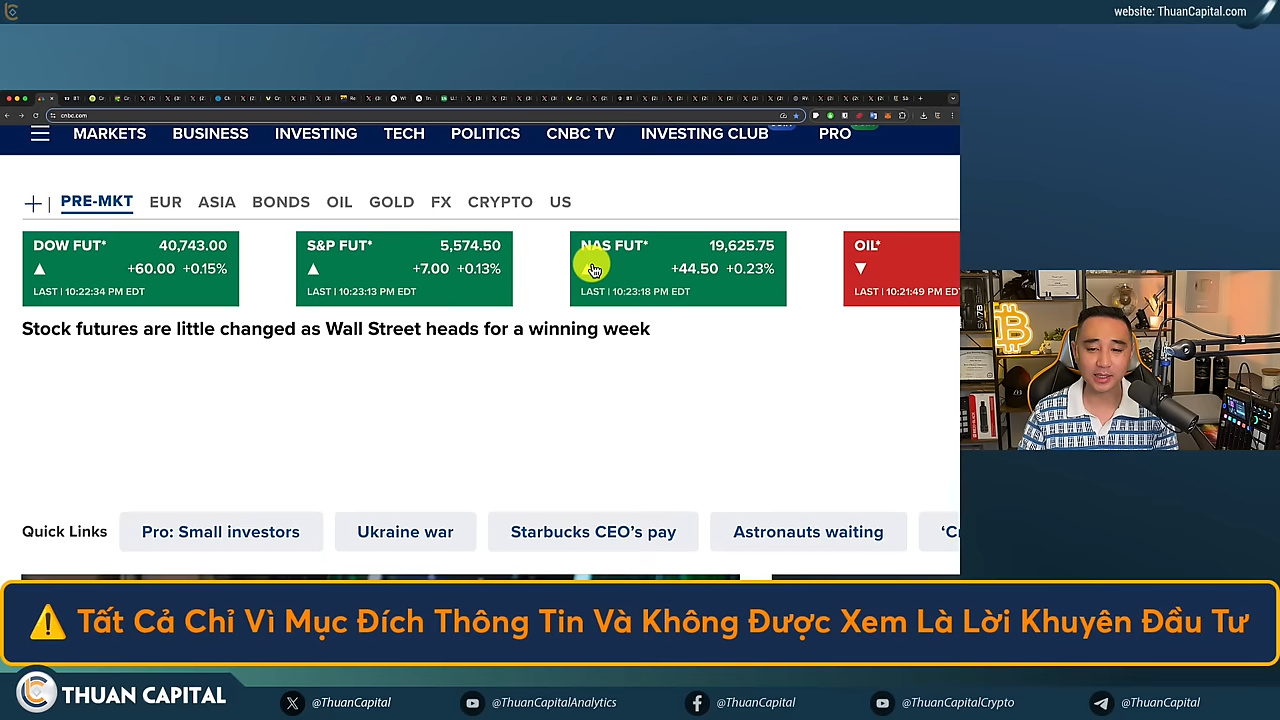 website: ThuanCapital.com
cnbc.com
MARKETS BUSINESS INVESTING TECH POLITICS CNBC TV INVESTING CLUB PRO
PRE-MKT EUR ASIA BONDS OIL GOLD FX CRYPTO US
DOW FUT* 40,743.00
+60.00 +0.15%
LAST | 10:22:34 PM EDT
S&P FUT* 5,574.50
+7.00 +0.13%
LAST | 10:23:13 PM EDT
NAS FUT* 19,625.75
+44.50 +0.23%
LAST | 10:23:18 PM EDT
OIL*
LAST | 10:21:49 PM
Stock futures are little changed as Wall Street heads for a winning week
Quick Links Pro: Small investors Ukraine war Starbucks CEO’s pay Astronauts waiting
Tất Cả Chỉ Vì Mục Đích Thông Tin Và Không Được Xem Là Lời Khuyên Đầu Tư
THUAN CAPITAL @ThuanCapital @ThuanCapitalAnalytics @ThuanCapital @ThuanCapitalCrypto @ThuanCapital